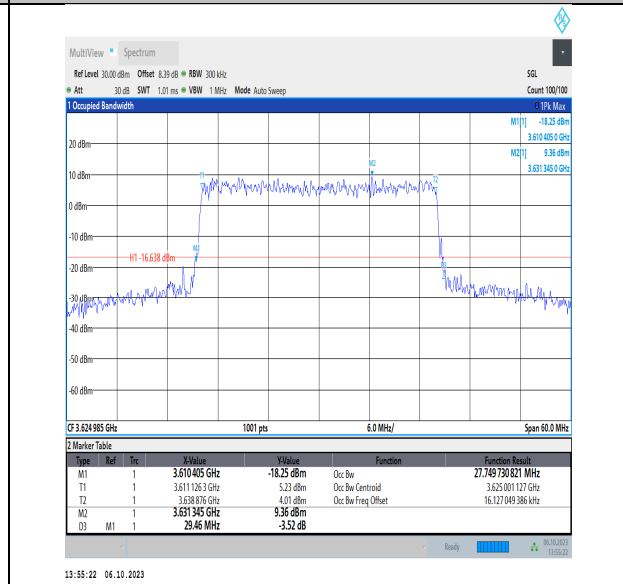 MultiView Spectrum
Ref Level 30.00 dBm Offset 8.39 dB RBW 300 kHz SGL
Att 30 dB SWT 1.01 ms VBW 1 MHz Mode Auto Sweep Count 100/100
1 Occupied Bandwidth 1Pk Max
M1[1] -18.25 dBm
3.610 405 0 GHz
M2[1] 9.36 dBm
3.631 345 0 GHz
20 dBm
10 dBm
0 dBm
-10 dBm
-20 dBm
-30 dBm
-40 dBm
-50 dBm
-60 dBm
H1 -16.638 dBm
T1
M2
T2
M1
D3
CF 3.624 985 GHz 1001 pts 6.0 MHz/ Span 60.0 MHz
2 Marker Table
Type Ref Trc X-Value Y-Value Function Function Result
M1 1 3.610 405 GHz -18.25 dBm Occ Bw 27.749 730 821 MHz
T1 1 3.611 126 3 GHz 5.23 dBm Occ Bw Centroid 3.625 001 127 GHz
T2 1 3.638 876 GHz 4.01 dBm Occ Bw Freq Offset 16.127 049 386 kHz
M2 1 3.631 345 GHz 9.36 dBm
D3 M1 1 29.46 MHz -3.52 dB
Ready 06.10.2023
13:55:22
13:55:22 06.10.2023